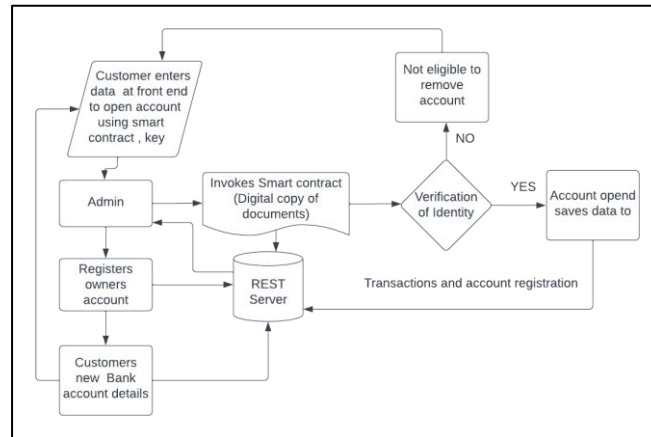 Customer enters
data at front end
to open account
using smart
contract , key
Not eligible to
remove
account
NO
Admin
Invokes Smart contract
(Digital copy of
documents)
Verification
of Identity
YES
Account opend
saves data to
Registers
owners
account
REST
Server
Transactions and account registration
Customers
new Bank
account details